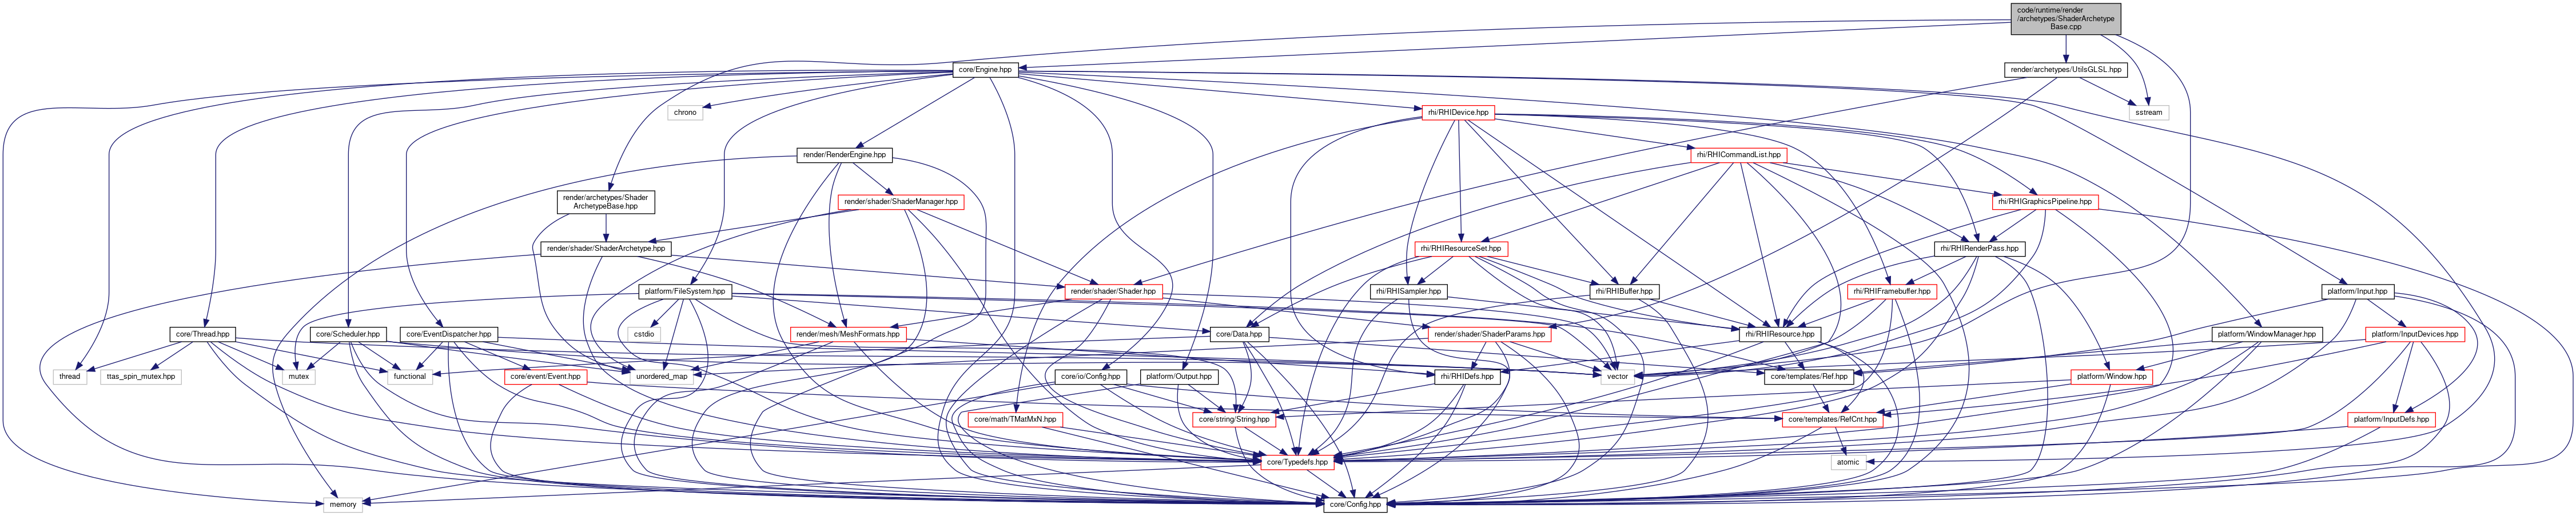 code/runtime/render
/archetypes/ShaderArchetype
Base.cpp
core/Engine.hpp
render/archetypes/UtilsGLSL.hpp
chrono
rhi/RHIDevice.hpp
sstream
render/RenderEngine.hpp
rhi/RHICommandList.hpp
render/archetypes/Shader
ArchetypeBase.hpp
render/shader/ShaderManager.hpp
rhi/RHIGraphicsPipeline.hpp
render/shader/ShaderArchetype.hpp
rhi/RHIResourceSet.hpp
rhi/RHIRenderPass.hpp
platform/FileSystem.hpp
render/shader/Shader.hpp
rhi/RHISampler.hpp
rhi/RHIBuffer.hpp
rhi/RHIFramebuffer.hpp
platform/Input.hpp
core/Thread.hpp
core/Scheduler.hpp
core/EventDispatcher.hpp
cstdio
render/mesh/MeshFormats.hpp
core/Data.hpp
render/shader/ShaderParams.hpp
rhi/RHIResource.hpp
platform/WindowManager.hpp
platform/InputDevices.hpp
thread
ttas_spin_mutex.hpp
mutex
functional
core/event/Event.hpp
unordered_map
core/io/Config.hpp
platform/Output.hpp
rhi/RHIDefs.hpp
vector
core/templates/Ref.hpp
platform/Window.hpp
core/math/TMatMxN.hpp
core/string/String.hpp
core/templates/RefCnt.hpp
platform/InputDefs.hpp
core/Typedefs.hpp
atomic
memory
core/Config.hpp